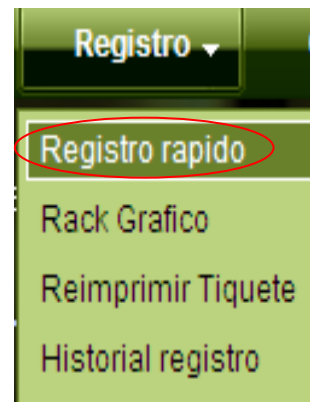 Registro
Registro rapido
Rack Grafico
Reimprimir Tiquete
Historial registro